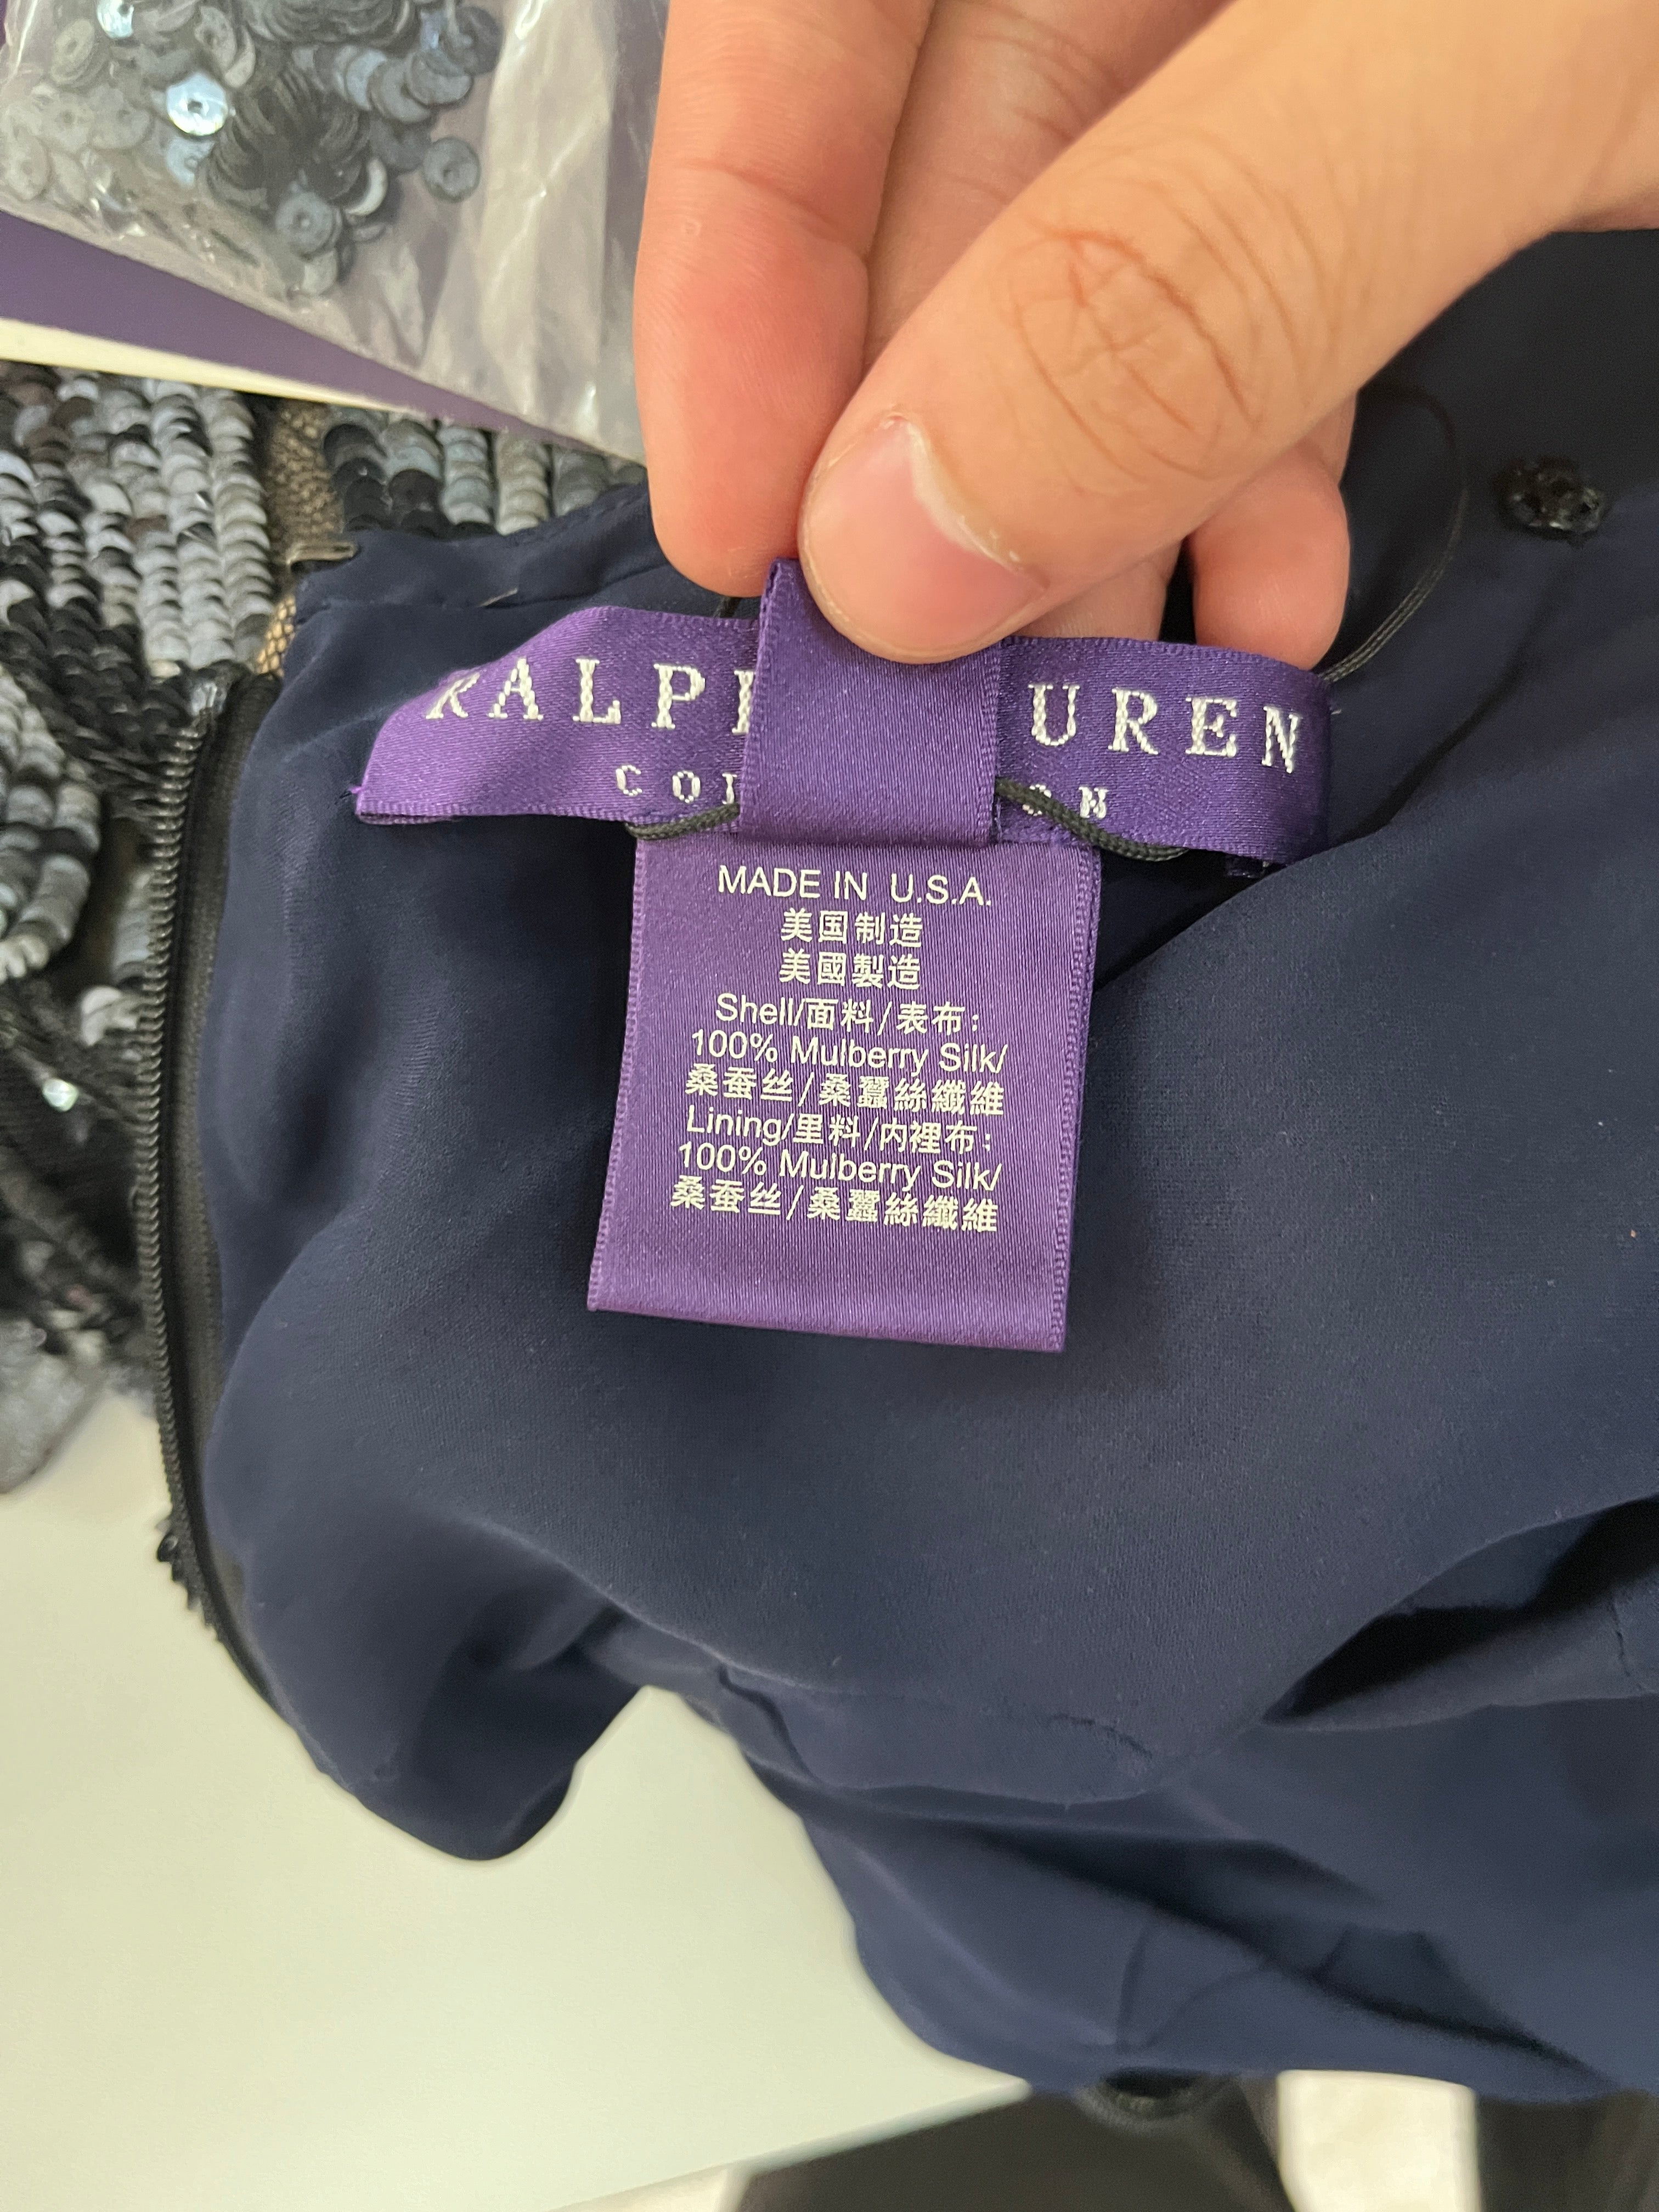 RALP UREN
CO ON
MADE IN U.S.A.
美国制造
美國製造
Shell/面料/表布:
100% Mulberry Silk/
桑蚕丝/桑蠶絲纖維
Lining/里料/内裡布:
100% Mulberry Silk/
桑蚕丝/桑蠶絲纖維